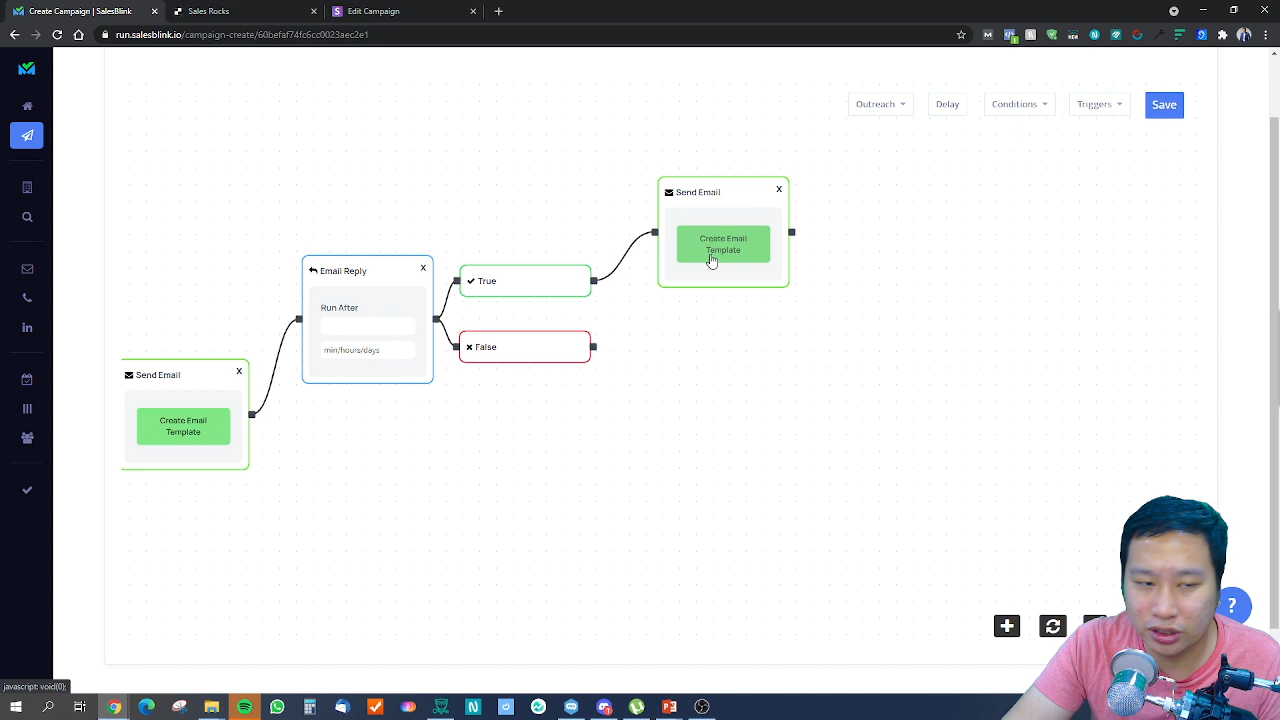 Create Campaign | SalesBlink
Sales Rocks
Edit Campaign
runsalesblink.io/campaign-create/60befaf74fc6cc0023aec2e1
Outreach
Delay
Conditions
Triggers
Save
Send Email
X
Create Email
Template
Email Reply
X
Run After
min/hours/days
True
False
Send Email
X
Create Email
Template
?
javascript: void(0);